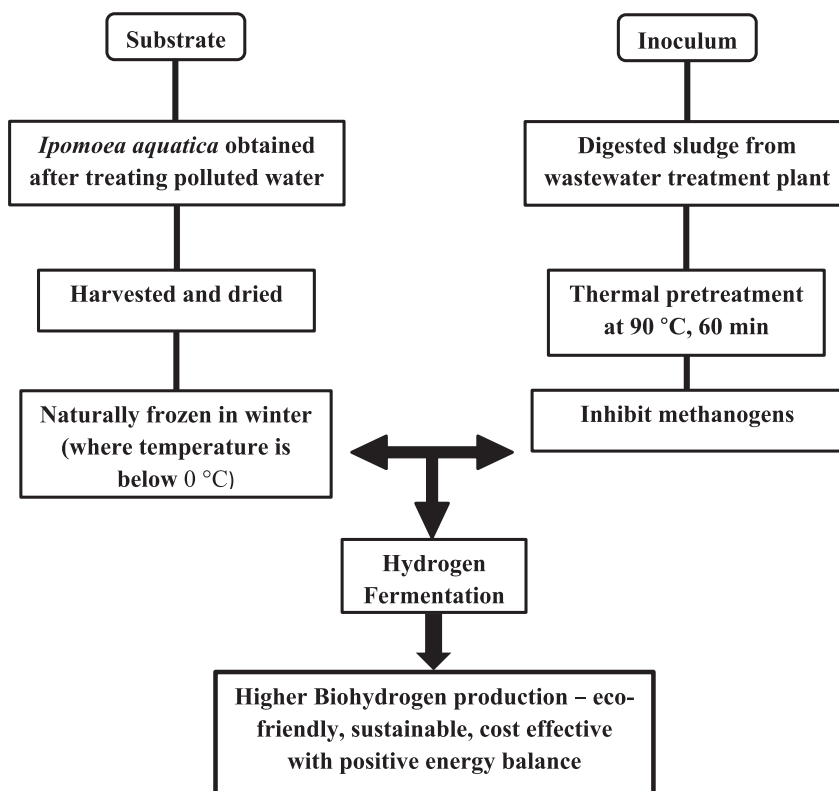 Substrate
Ipomoea aquatica obtained
after treating polluted water
Harvested and dried
Naturally frozen in winter
(where temperature is
below 0 °C)
Inoculum
Digested sludge from
wastewater treatment plant
Thermal pretreatment
at 90 °C, 60 min
Inhibit methanogens
Hydrogen
Fermentation
Higher Biohydrogen production – eco-
friendly, sustainable, cost effective
with positive energy balance